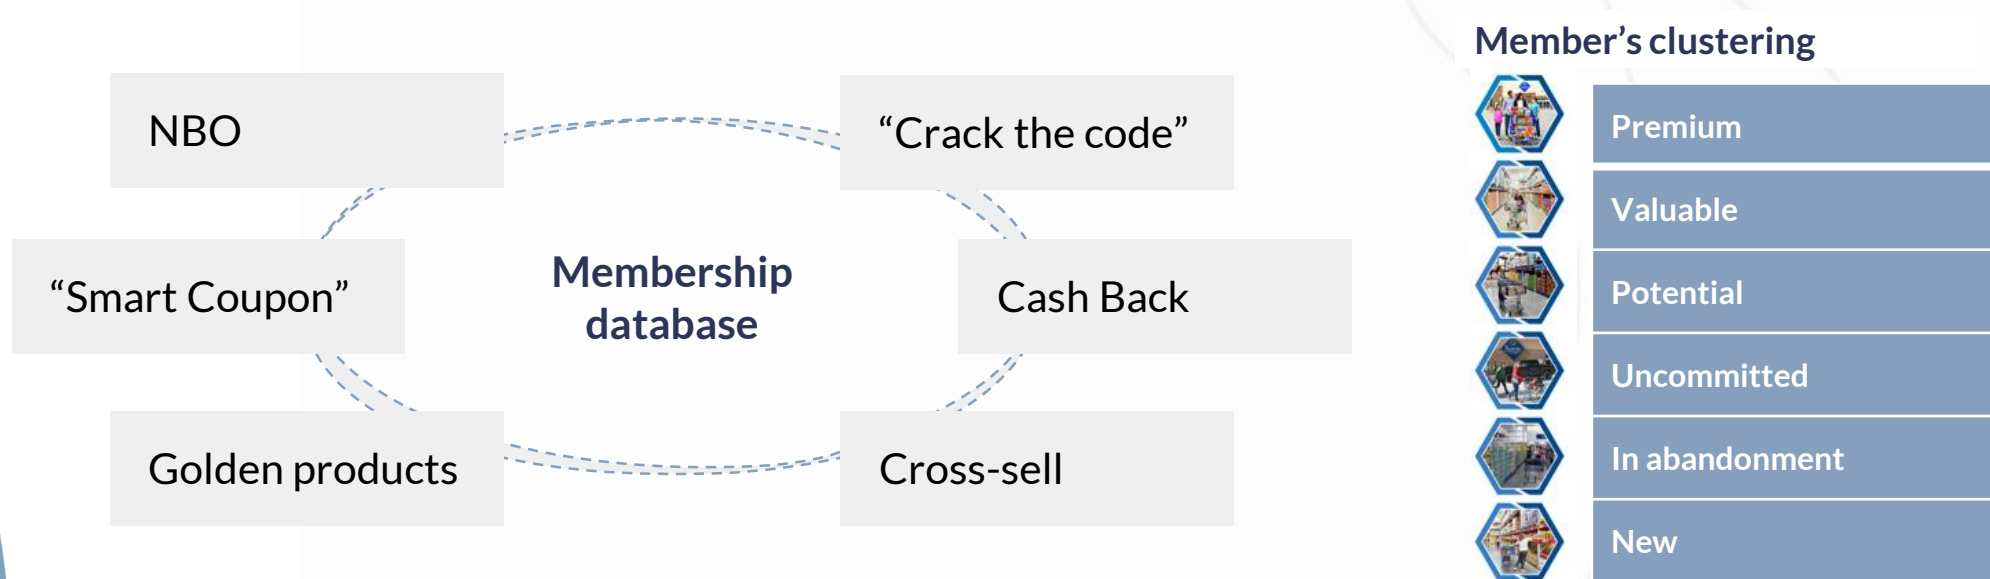 Member’s clustering
NBO
“Crack the code”
“Smart Coupon”
Membership
database
Cash Back
Golden products
Cross-sell
Premium
Valuable
Potential
Uncommitted
In abandonment
New